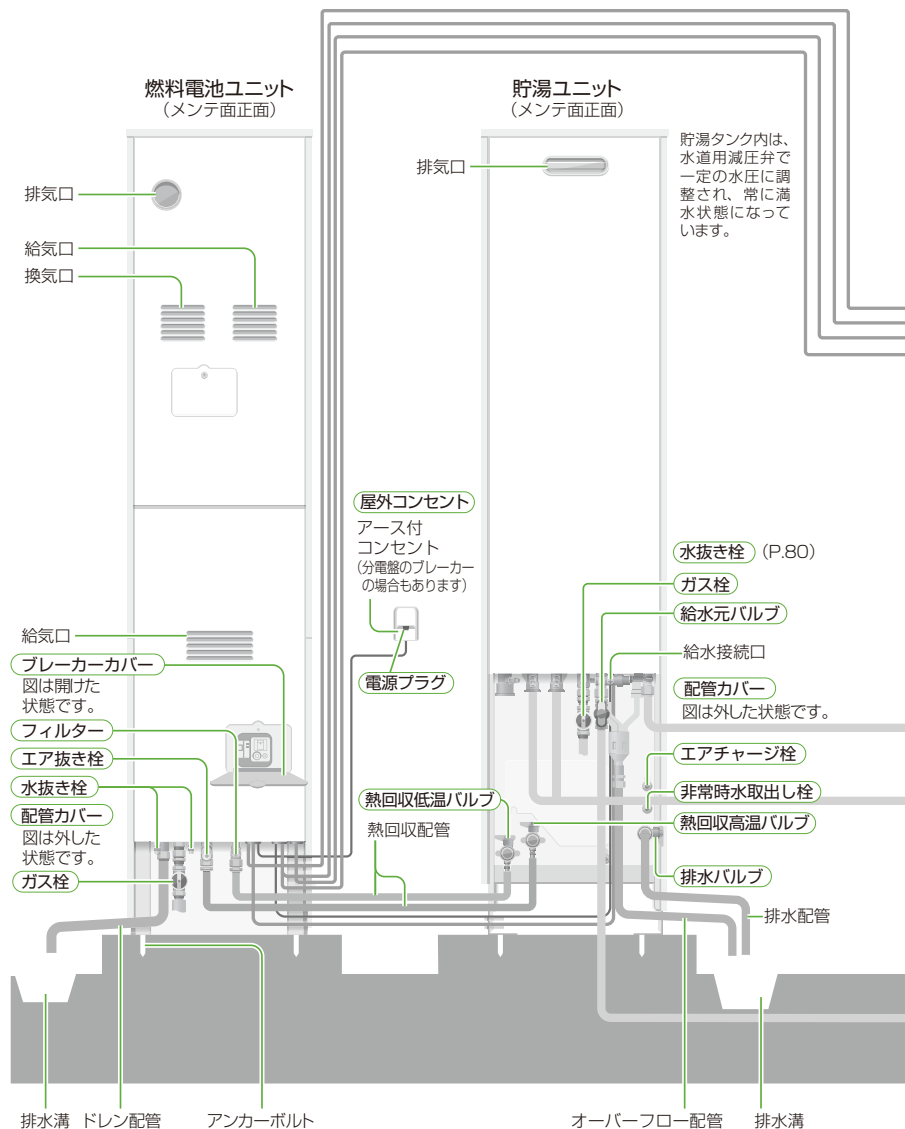 燃料電池ユニット
(メンテ面正面)
排気口
給気口
換気口
給気口
ブレーカーカバー
図は開けた
状態です。
フィルター
エア抜き栓
水抜き栓
配管カバー
図は外した
状態です。
ガス栓
排水溝
ドレン配管
アンカーボルト
屋外コンセント
アース付
コンセント
(分電盤のブレーカー
の場合もあります)
電源プラグ
貯湯ユニット
(メンテ面正面)
排気口
貯湯タンク内は、
水道用減圧弁で
一定の水圧に調
整され、常に満
水状態になって
います。
水抜き栓 (P.80)
ガス栓
給水元バルブ
給水接続口
配管カバー
図は外した状態です。
エアチャージ栓
非常時水取出し栓
熱回収低温バルブ
熱回収配管
熱回収高温バルブ
排水バルブ
排水配管
オーバーフロー配管
排水溝